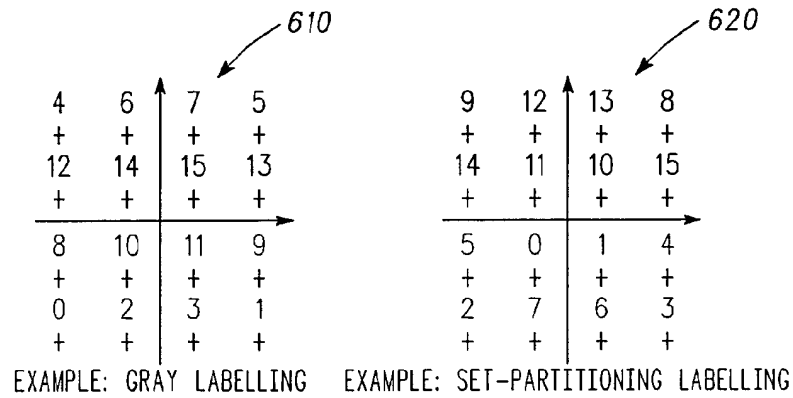 610
620
4 6 7 5
+ + + +
12 14 15 13
+ + + +
8 10 11 9
+ + + +
0 2 3 1
+ + + +
EXAMPLE: GRAY LABELLING
9 12 13 8
+ + + +
14 11 10 15
+ + + +
5 0 1 4
+ + + +
2 7 6 3
+ + + +
EXAMPLE: SET-PARTITIONING LABELLING